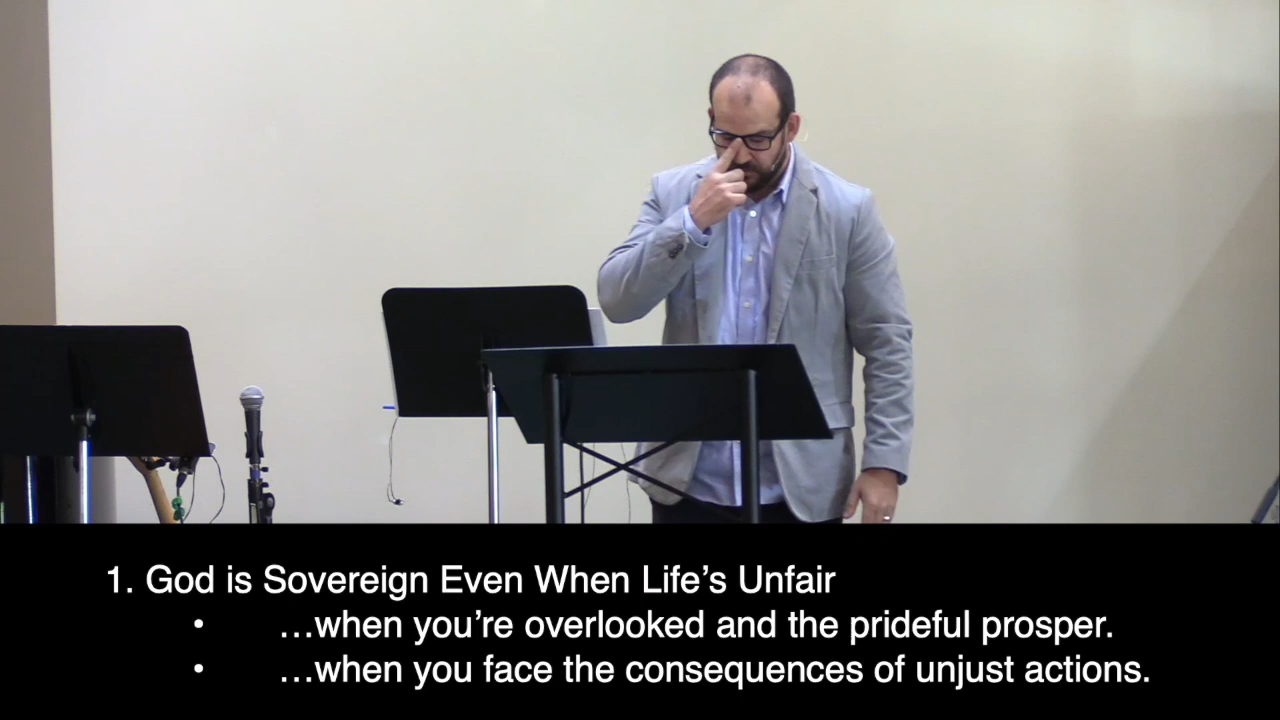 1. God is Sovereign Even When Life’s Unfair
• …when you’re overlooked and the prideful prosper.
• …when you face the consequences of unjust actions.